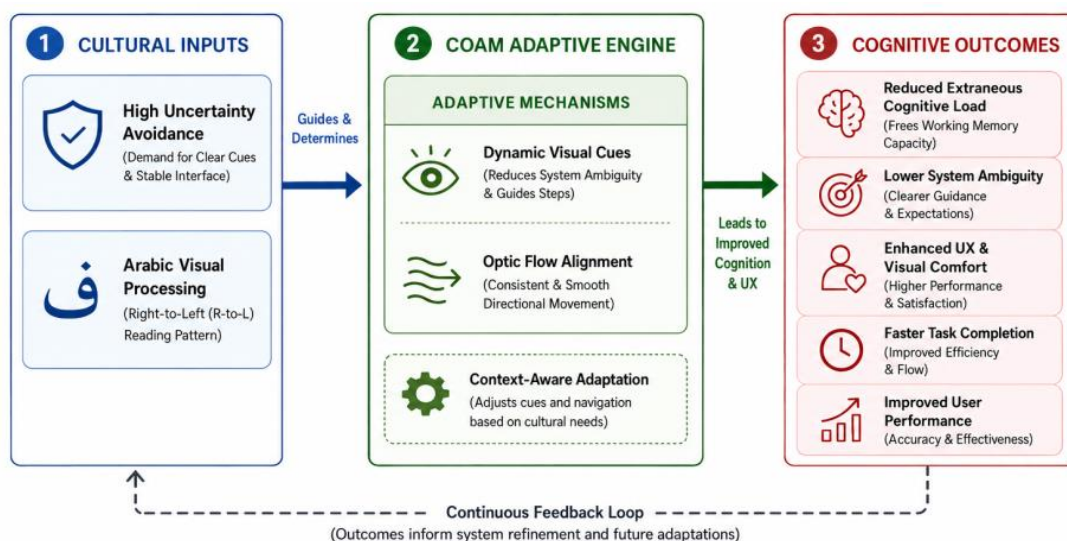 1 CULTURAL INPUTS
High Uncertainty
Avoidance
(Demand for Clear Cues
& Stable Interface)
ف
Arabic Visual
Processing
(Right-to-Left (R-to-L)
Reading Pattern)
Guides &
Determines
2 COAM ADAPTIVE ENGINE
ADAPTIVE MECHANISMS
Dynamic Visual Cues
(Reduces System Ambiguity
& Guides Steps)
Optic Flow Alignment
(Consistent & Smooth
Directional Movement)
Context-Aware Adaptation
(Adjusts cues and navigation
based on cultural needs)
Leads to
Improved
Cognition
& UX
3 COGNITIVE OUTCOMES
Reduced Extraneous
Cognitive Load
(Frees Working Memory
Capacity)
Lower System Ambiguity
(Clearer Guidance
& Expectations)
Enhanced UX &
Visual Comfort
(Higher Performance
& Satisfaction)
Faster Task Completion
(Improved Efficiency
& Flow)
Improved User
Performance
(Accuracy & Effectiveness)
Continuous Feedback Loop
(Outcomes inform system refinement and future adaptations)